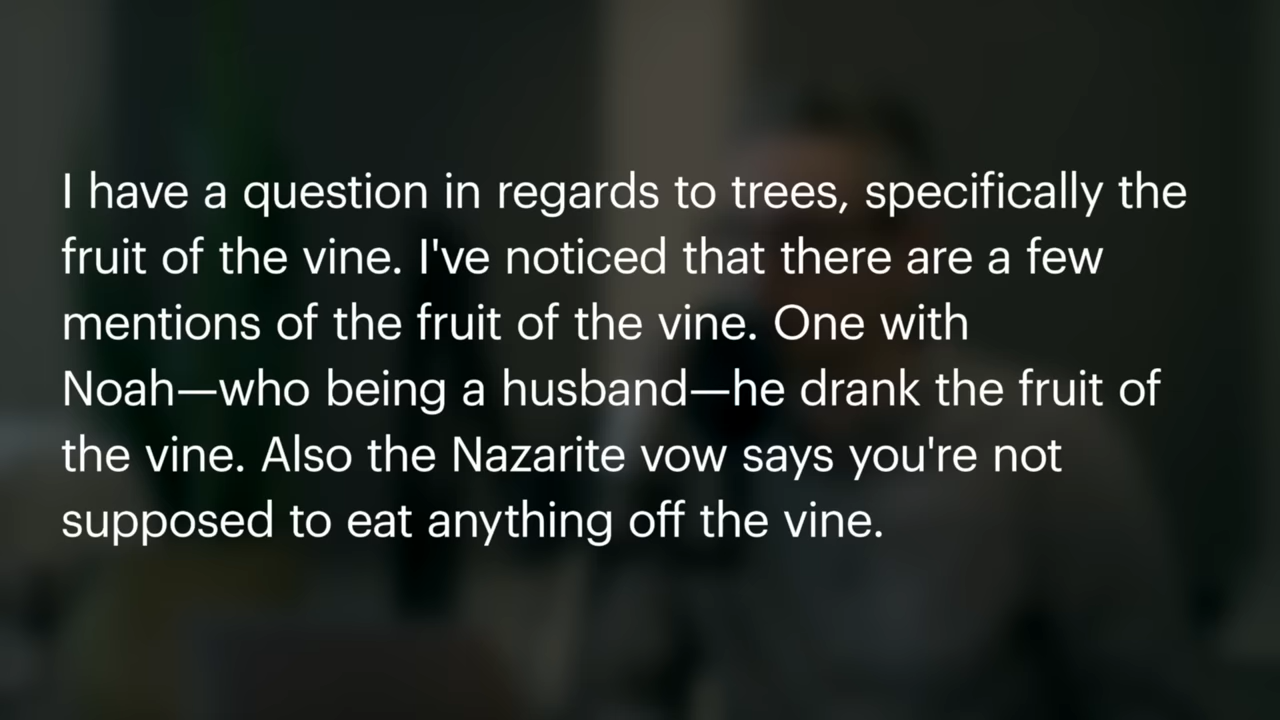 I have a question in regards to trees, specifically the
fruit of the vine. I've noticed that there are a few
mentions of the fruit of the vine. One with
Noah—who being a husband—he drank the fruit of
the vine. Also the Nazarite vow says you're not
supposed to eat anything off the vine.